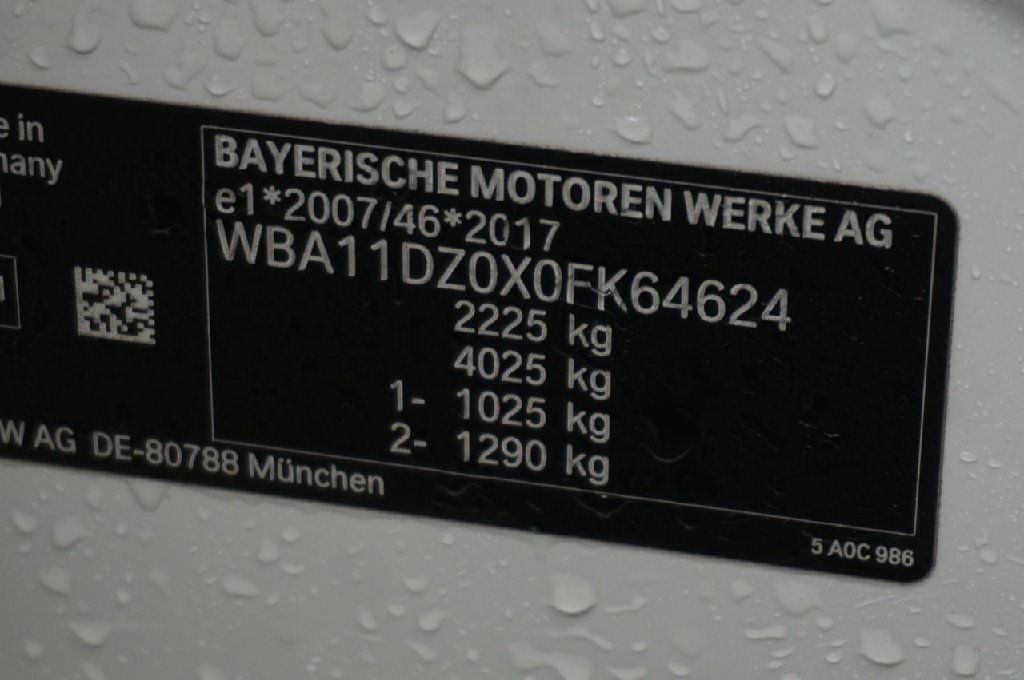 e in
many
BAYERISCHE MOTOREN WERKE AG
e1*2007/46*2017
WBA11DZ0X0FK64624
2225 kg
4025 kg
1- 1025 kg
2- 1290 kg
W AG DE-80788 München
5 A0C 986